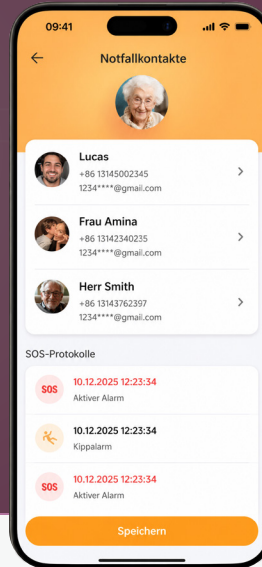 09:41
Notfallkontakte
Lucas
+86 13145002345
1234****@gmail.com
Frau Amina
+86 13142340235
1234****@gmail.com
Herr Smith
+86 13143762397
1234****@gmail.com
SOS-Protokolle
SOS
10.12.2025 12:23:34
Aktiver Alarm
10.12.2025 12:23:34
Kippalarm
SOS
10.12.2025 12:23:34
Aktiver Alarm
Speichern